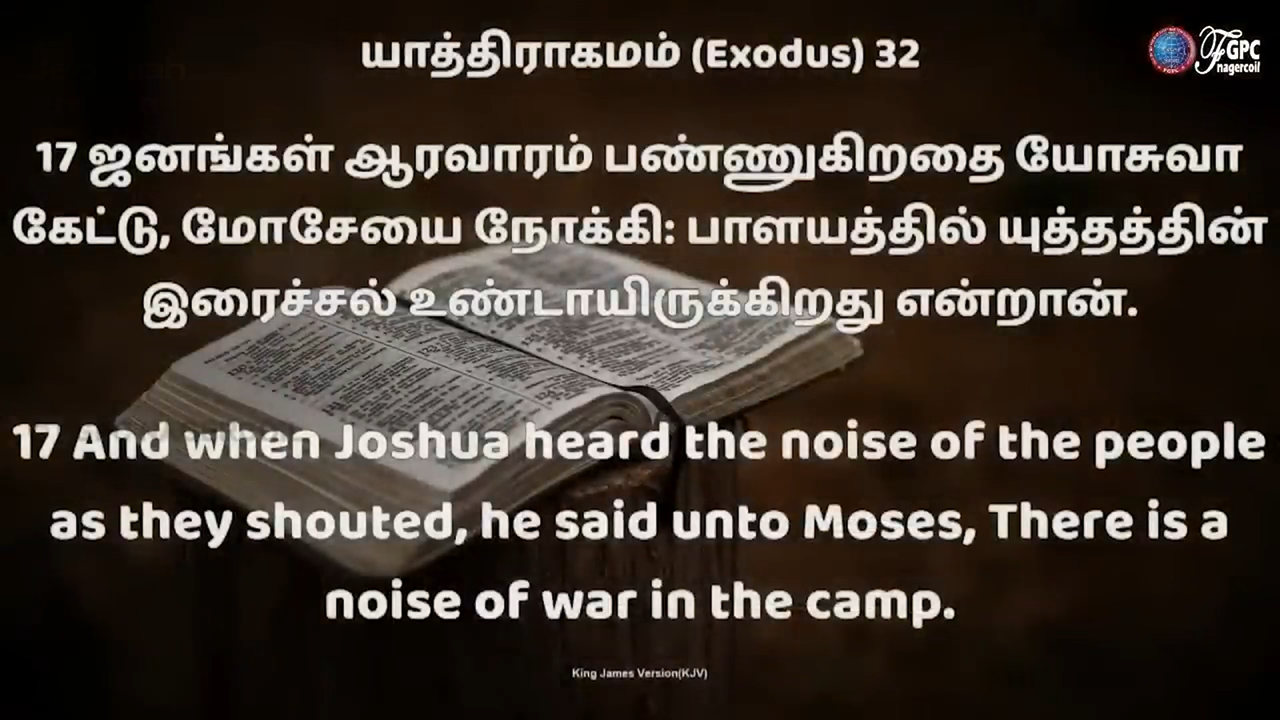 யாத்திராகமம் (Exodus) 32
FGPC
nagercoil
17 ஜனங்கள் ஆரவாரம் பண்ணுகிறதை யோசுவா
கேட்டு, மோசேயை நோக்கி: பாளயத்தில் யுத்தத்தின்
இரைச்சல் உண்டாயிருக்கிறது என்றான்.
17 And when Joshua heard the noise of the people
as they shouted, he said unto Moses, There is a
noise of war in the camp.
King James Version(KJV)